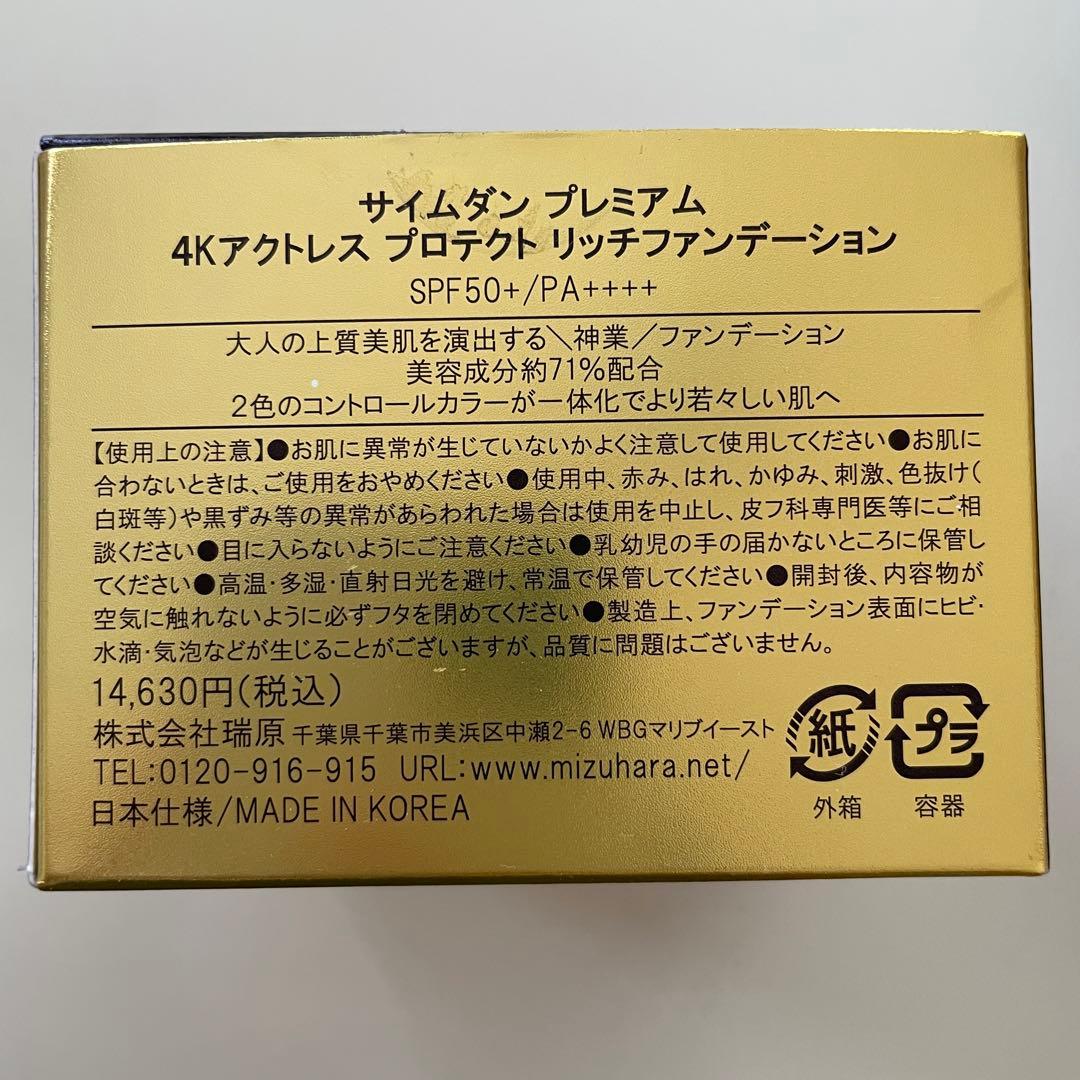 サイムダン プレミアム
4Kアクトレス プロテクト リッチファンデーション
SPF50+/PA++++
大人の上質美肌を演出する＼神業／ファンデーション
美容成分約71%配合
2色のコントロールカラーが一体化でより若々しい肌へ
【使用上の注意】●お肌に異常が生じていないかよく注意して使用してください●お肌に
合わないときは、ご使用をおやめください●使用中、赤み、はれ、かゆみ、刺激、色抜け(
白斑等)や黒ずみ等の異常があらわれた場合は使用を中止し、皮フ科専門医等にご相
談ください●目に入らないようにご注意ください●乳幼児の手の届かないところに保管し
てください●高温・多湿・直射日光を避け、常温で保管してください●開封後、内容物が
空気に触れないように必ずフタを閉めてください●製造上、ファンデーション表面にヒビ・
水滴・気泡などが生じることがございますが、品質に問題はございません。
14,630円(税込)
株式会社瑞原 千葉県千葉市美浜区中瀬2-6 WBGマリブイースト
TEL:0120-916-915 URL:www.mizuhara.net/
日本仕様/MADE IN KOREA
紙
外箱
プラ
容器